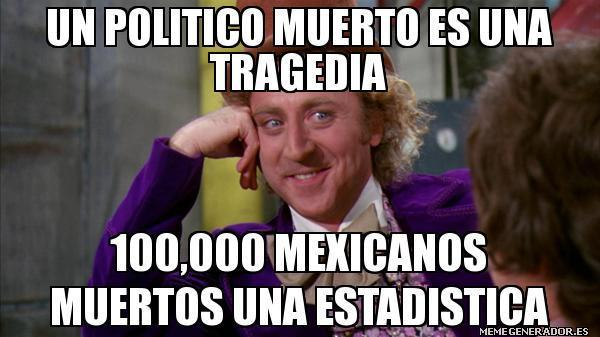 UN POLITICO MUERTO ES UNA
TRAGEDIA
100,000 MEXICANOS
MUERTOS UNA ESTADISTICA
MEMEGENERADOR.ES